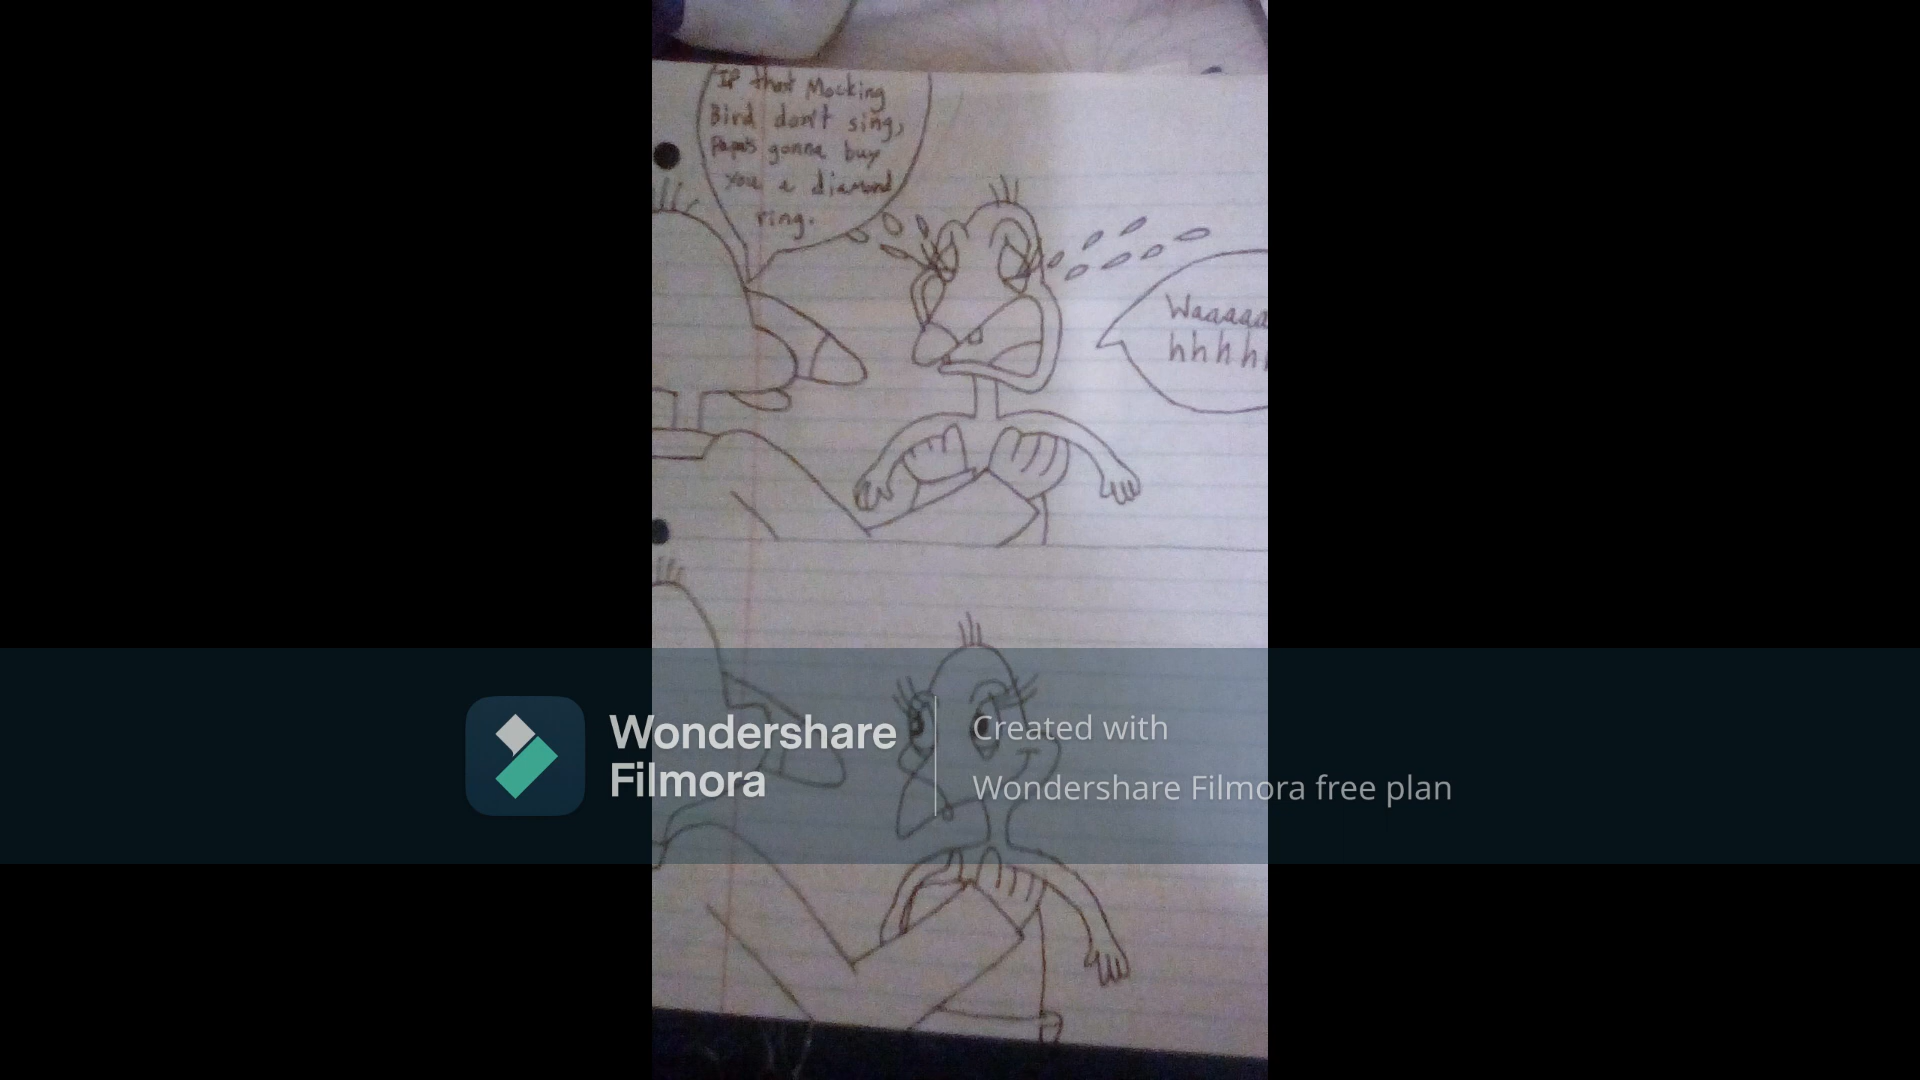 If that Mocking
Bird don't sing,
Papa's gonna buy
you a diamond
ring.
Waaaaa
hhhhh
Wondershare
Filmora
Created with
Wondershare Filmora free plan